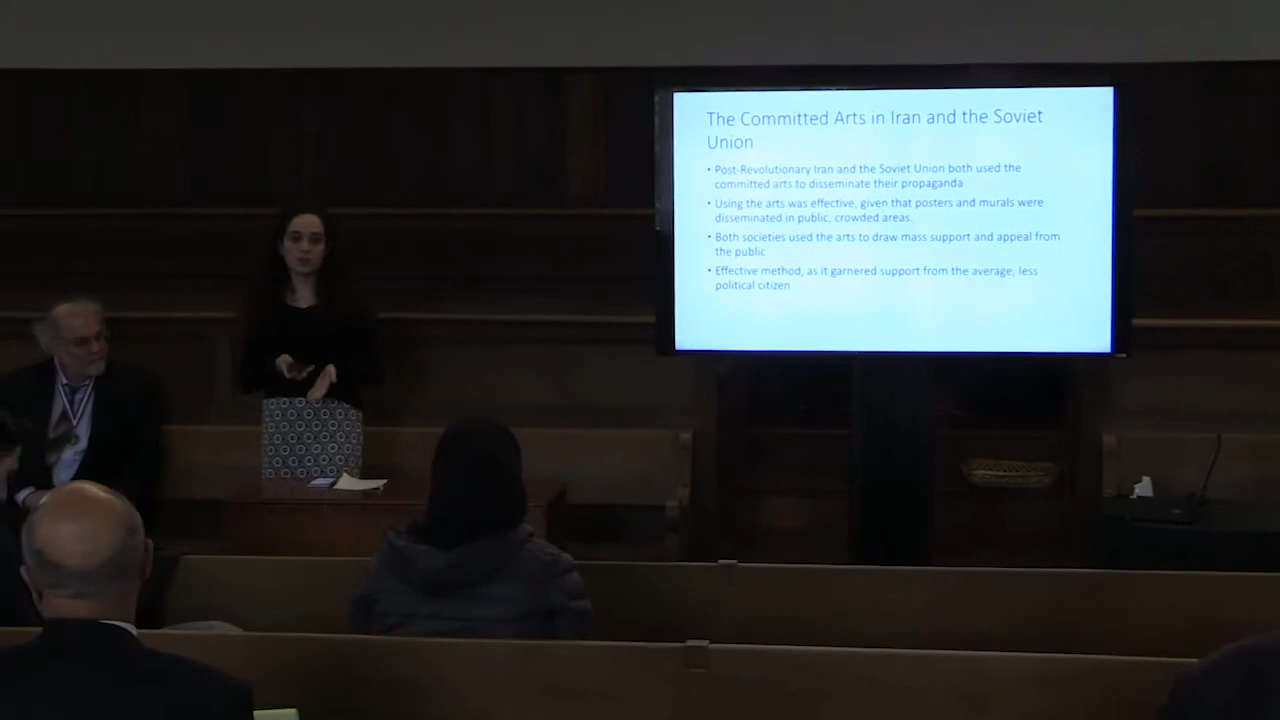 The Committed Arts in Iran and the Soviet
Union
• Post-Revolutionary Iran and the Soviet Union both used the
committed arts to disseminate their propaganda
• Using the arts was effective, given that posters and murals were
disseminated in public, crowded areas.
• Both societies used the arts to draw mass support and appeal from
the public
• Effective method, as it garnered support from the average, less
political citizen